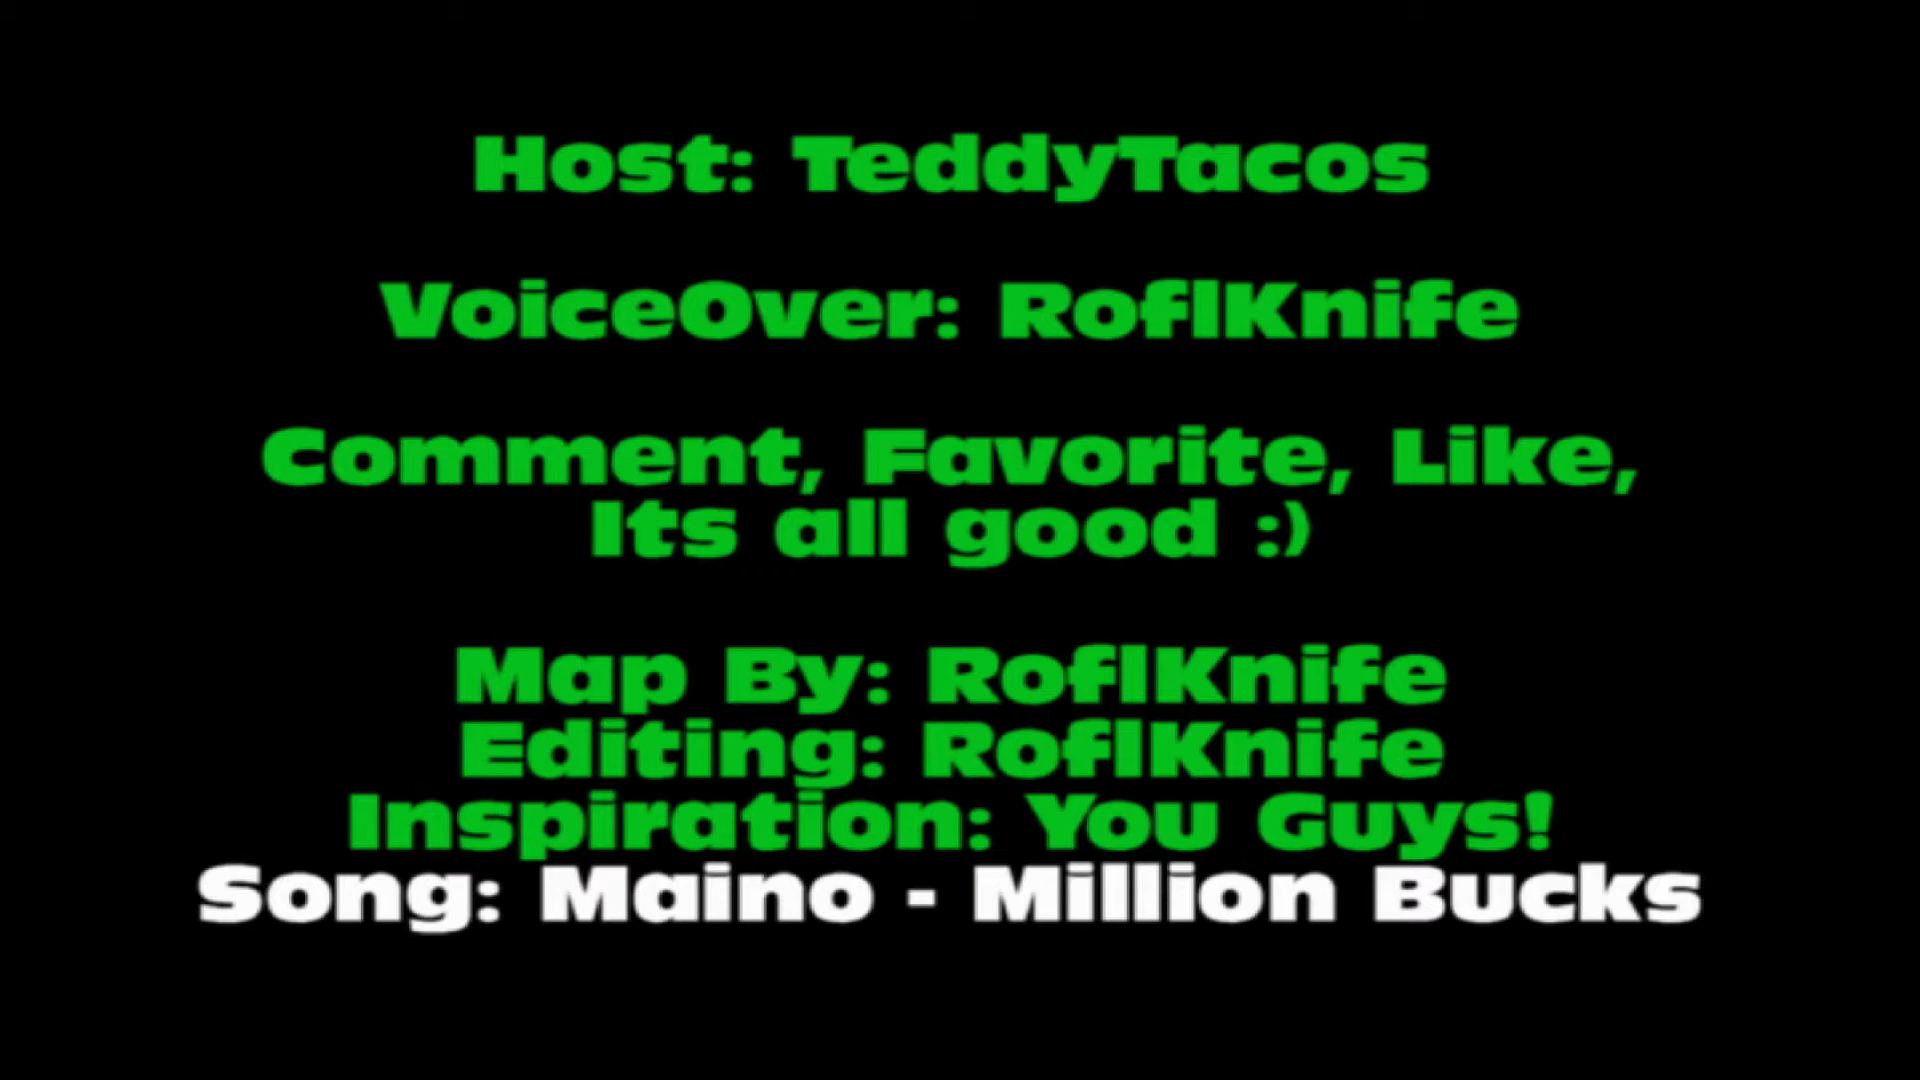 Host: TeddyTacos
VoiceOver: RoflKnife
Comment, Favorite, Like,
Its all good :)
Map By: RoflKnife
Editing: RoflKnife
Inspiration: You Guys!
Song: Maino - Million Bucks